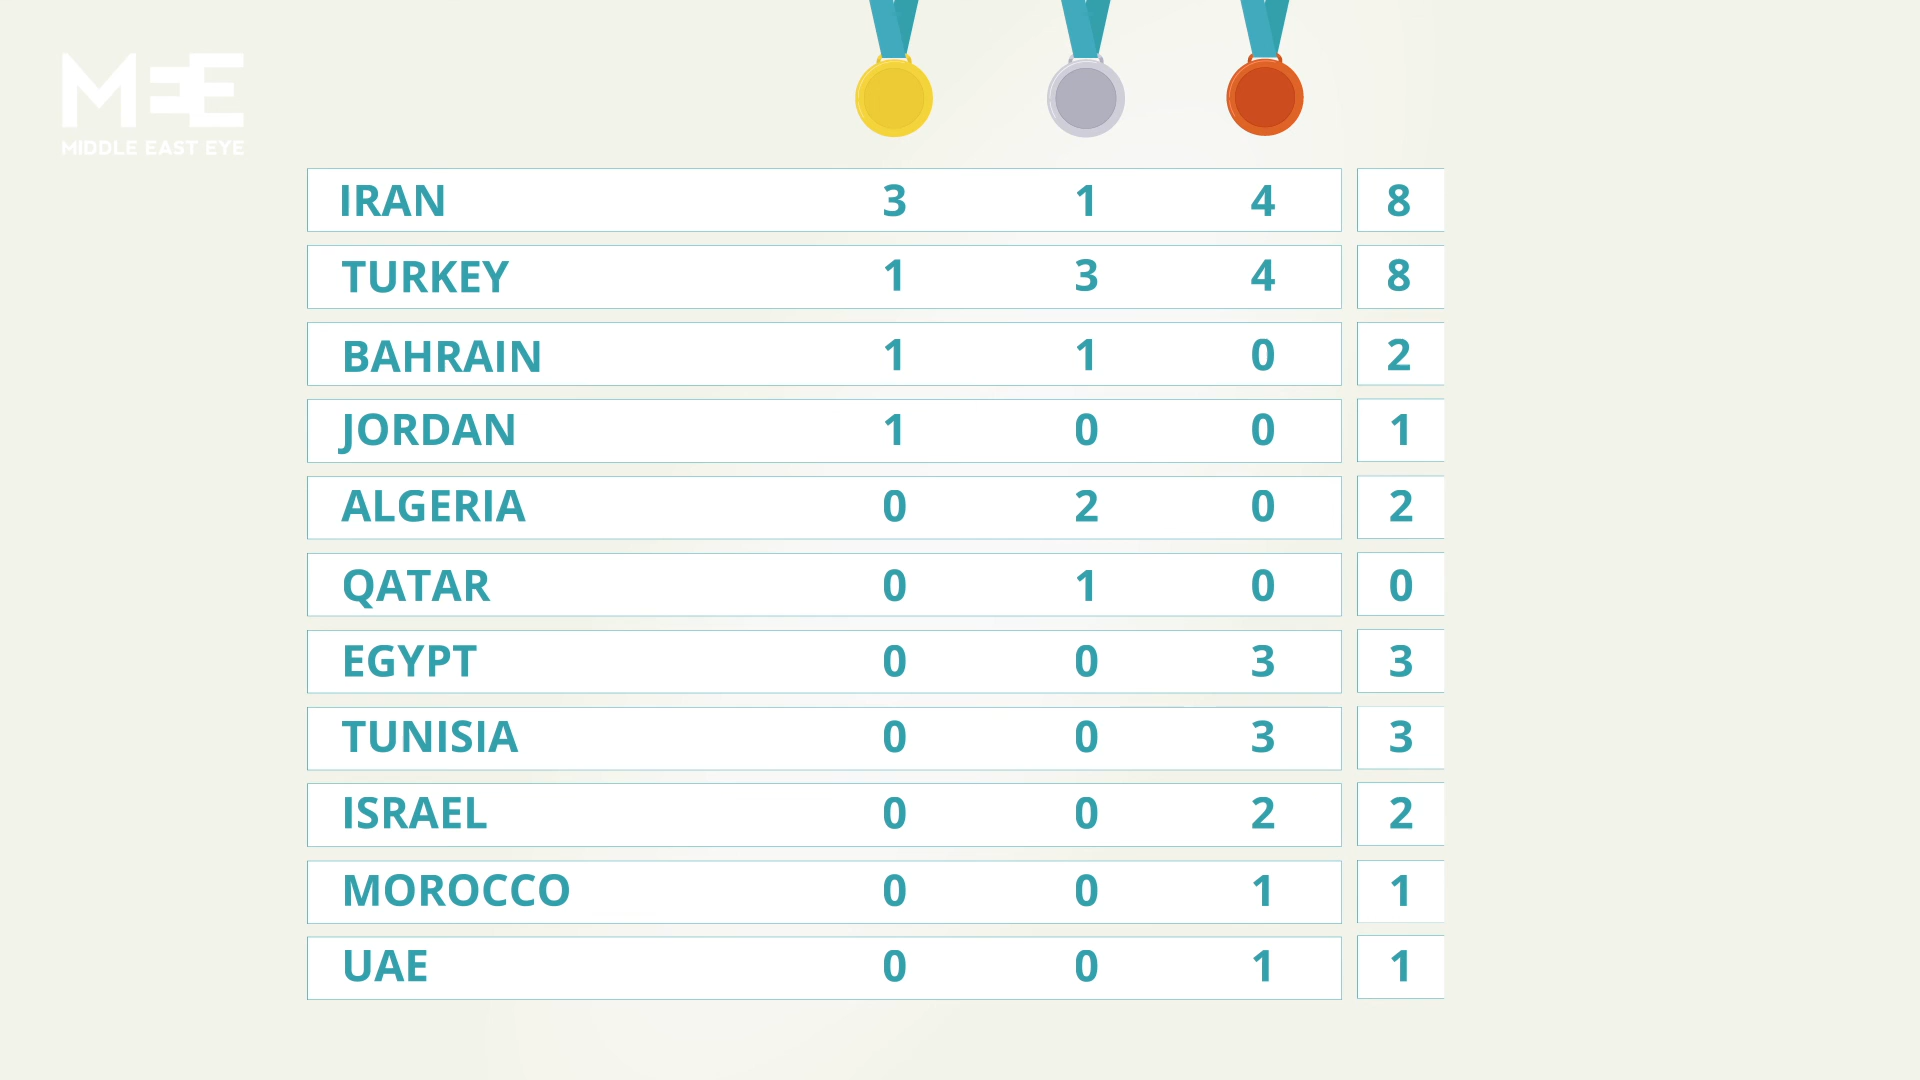 MEE
MIDDLE EAST EYE
IRAN 3 1 4 8
TURKEY 1 3 4 8
BAHRAIN 1 1 0 2
JORDAN 1 0 0 1
ALGERIA 0 2 0 2
QATAR 0 1 0 0
EGYPT 0 0 3 3
TUNISIA 0 0 3 3
ISRAEL 0 0 2 2
MOROCCO 0 0 1 1
UAE 0 0 1 1